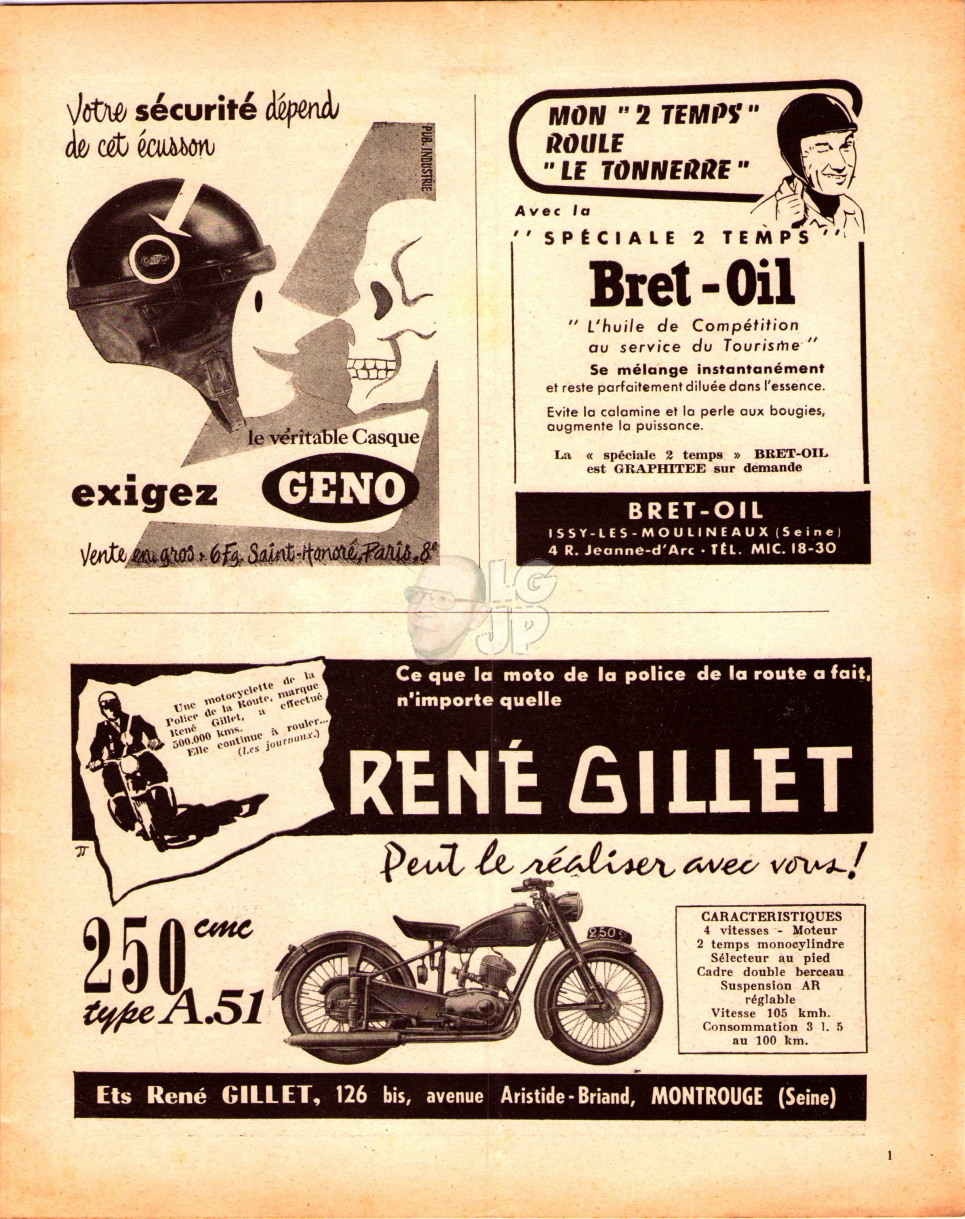 Votre sécurité dépend
de cet écusson
PUB. INDUSTRIE
GENO
le véritable Casque
exigez GENO
Vente en gros : 6 Fg. Saint-Honoré, Paris. 8e
MON "2 TEMPS"
ROULE
"LE TONNERRE"
Avec la
'' SPÉCIALE 2 TEMPS ''
Bret-Oil
" L'huile de Compétition
au service du Tourisme "
Se mélange instantanément
et reste parfaitement diluée dans l'essence.
Evite la calamine et la perle aux bougies,
augmente la puissance.
La « spéciale 2 temps » BRET-OIL
est GRAPHITEE sur demande
BRET-OIL
ISSY-LES-MOULINEAUX (Seine)
4 R. Jeanne-d'Arc · TÉL. MIC. 18-30
LG
JP
Une motocyclette de la
Police de la Route, marque
René Gillet, a effectué
500.000 kms.
Elle continue à rouler...
(Les journaux.)
Ce que la moto de la police de la route a fait,
n'importe quelle
RENÉ GILLET
Peut le réaliser avec vous!
250 cmc
type A.51
250
CARACTERISTIQUES
4 vitesses - Moteur
2 temps monocylindre
Sélecteur au pied
Cadre double berceau
Suspension AR
réglable
Vitesse 105 kmh.
Consommation 3 l. 5
au 100 km.
Ets René GILLET, 126 bis, avenue Aristide-Briand, MONTROUGE (Seine)
1